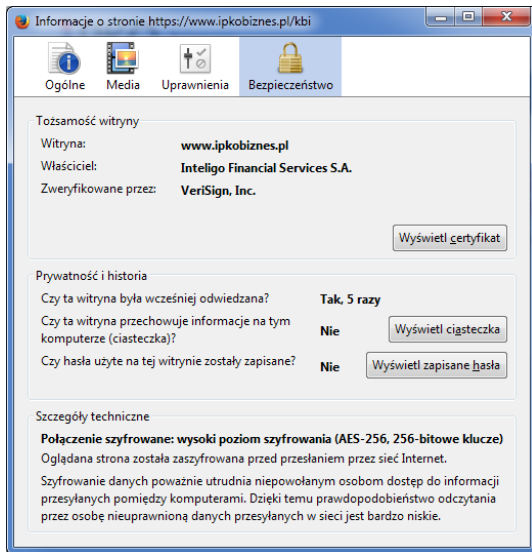 Informacje o stronie https://www.ipkobiznes.pl/kbi
Ogólne Media Uprawnienia Bezpieczeństwo
Tożsamość witryny
Witryna: www.ipkobiznes.pl
Właściciel: Inteligo Financial Services S.A.
Zweryfikowane przez: VeriSign, Inc.
Wyświetl certyfikat
Prywatność i historia
Czy ta witryna była wcześniej odwiedzana? Tak, 5 razy
Czy ta witryna przechowuje informacje na tym
komputerze (ciasteczka)? Nie Wyświetl ciasteczka
Czy hasła użyte na tej witrynie zostały zapisane? Nie Wyświetl zapisane hasła
Szczegóły techniczne
Połączenie szyfrowane: wysoki poziom szyfrowania (AES-256, 256-bitowe klucze)
Oglądana strona została zaszyfrowana przed przesłaniem przez sieć Internet.
Szyfrowanie danych poważnie utrudnia niepowołanym osobom dostęp do informacji
przesyłanych pomiędzy komputerami. Dzięki temu prawdopodobieństwo odczytania
przez osobę nieuprawnioną danych przesyłanych w sieci jest bardzo niskie.